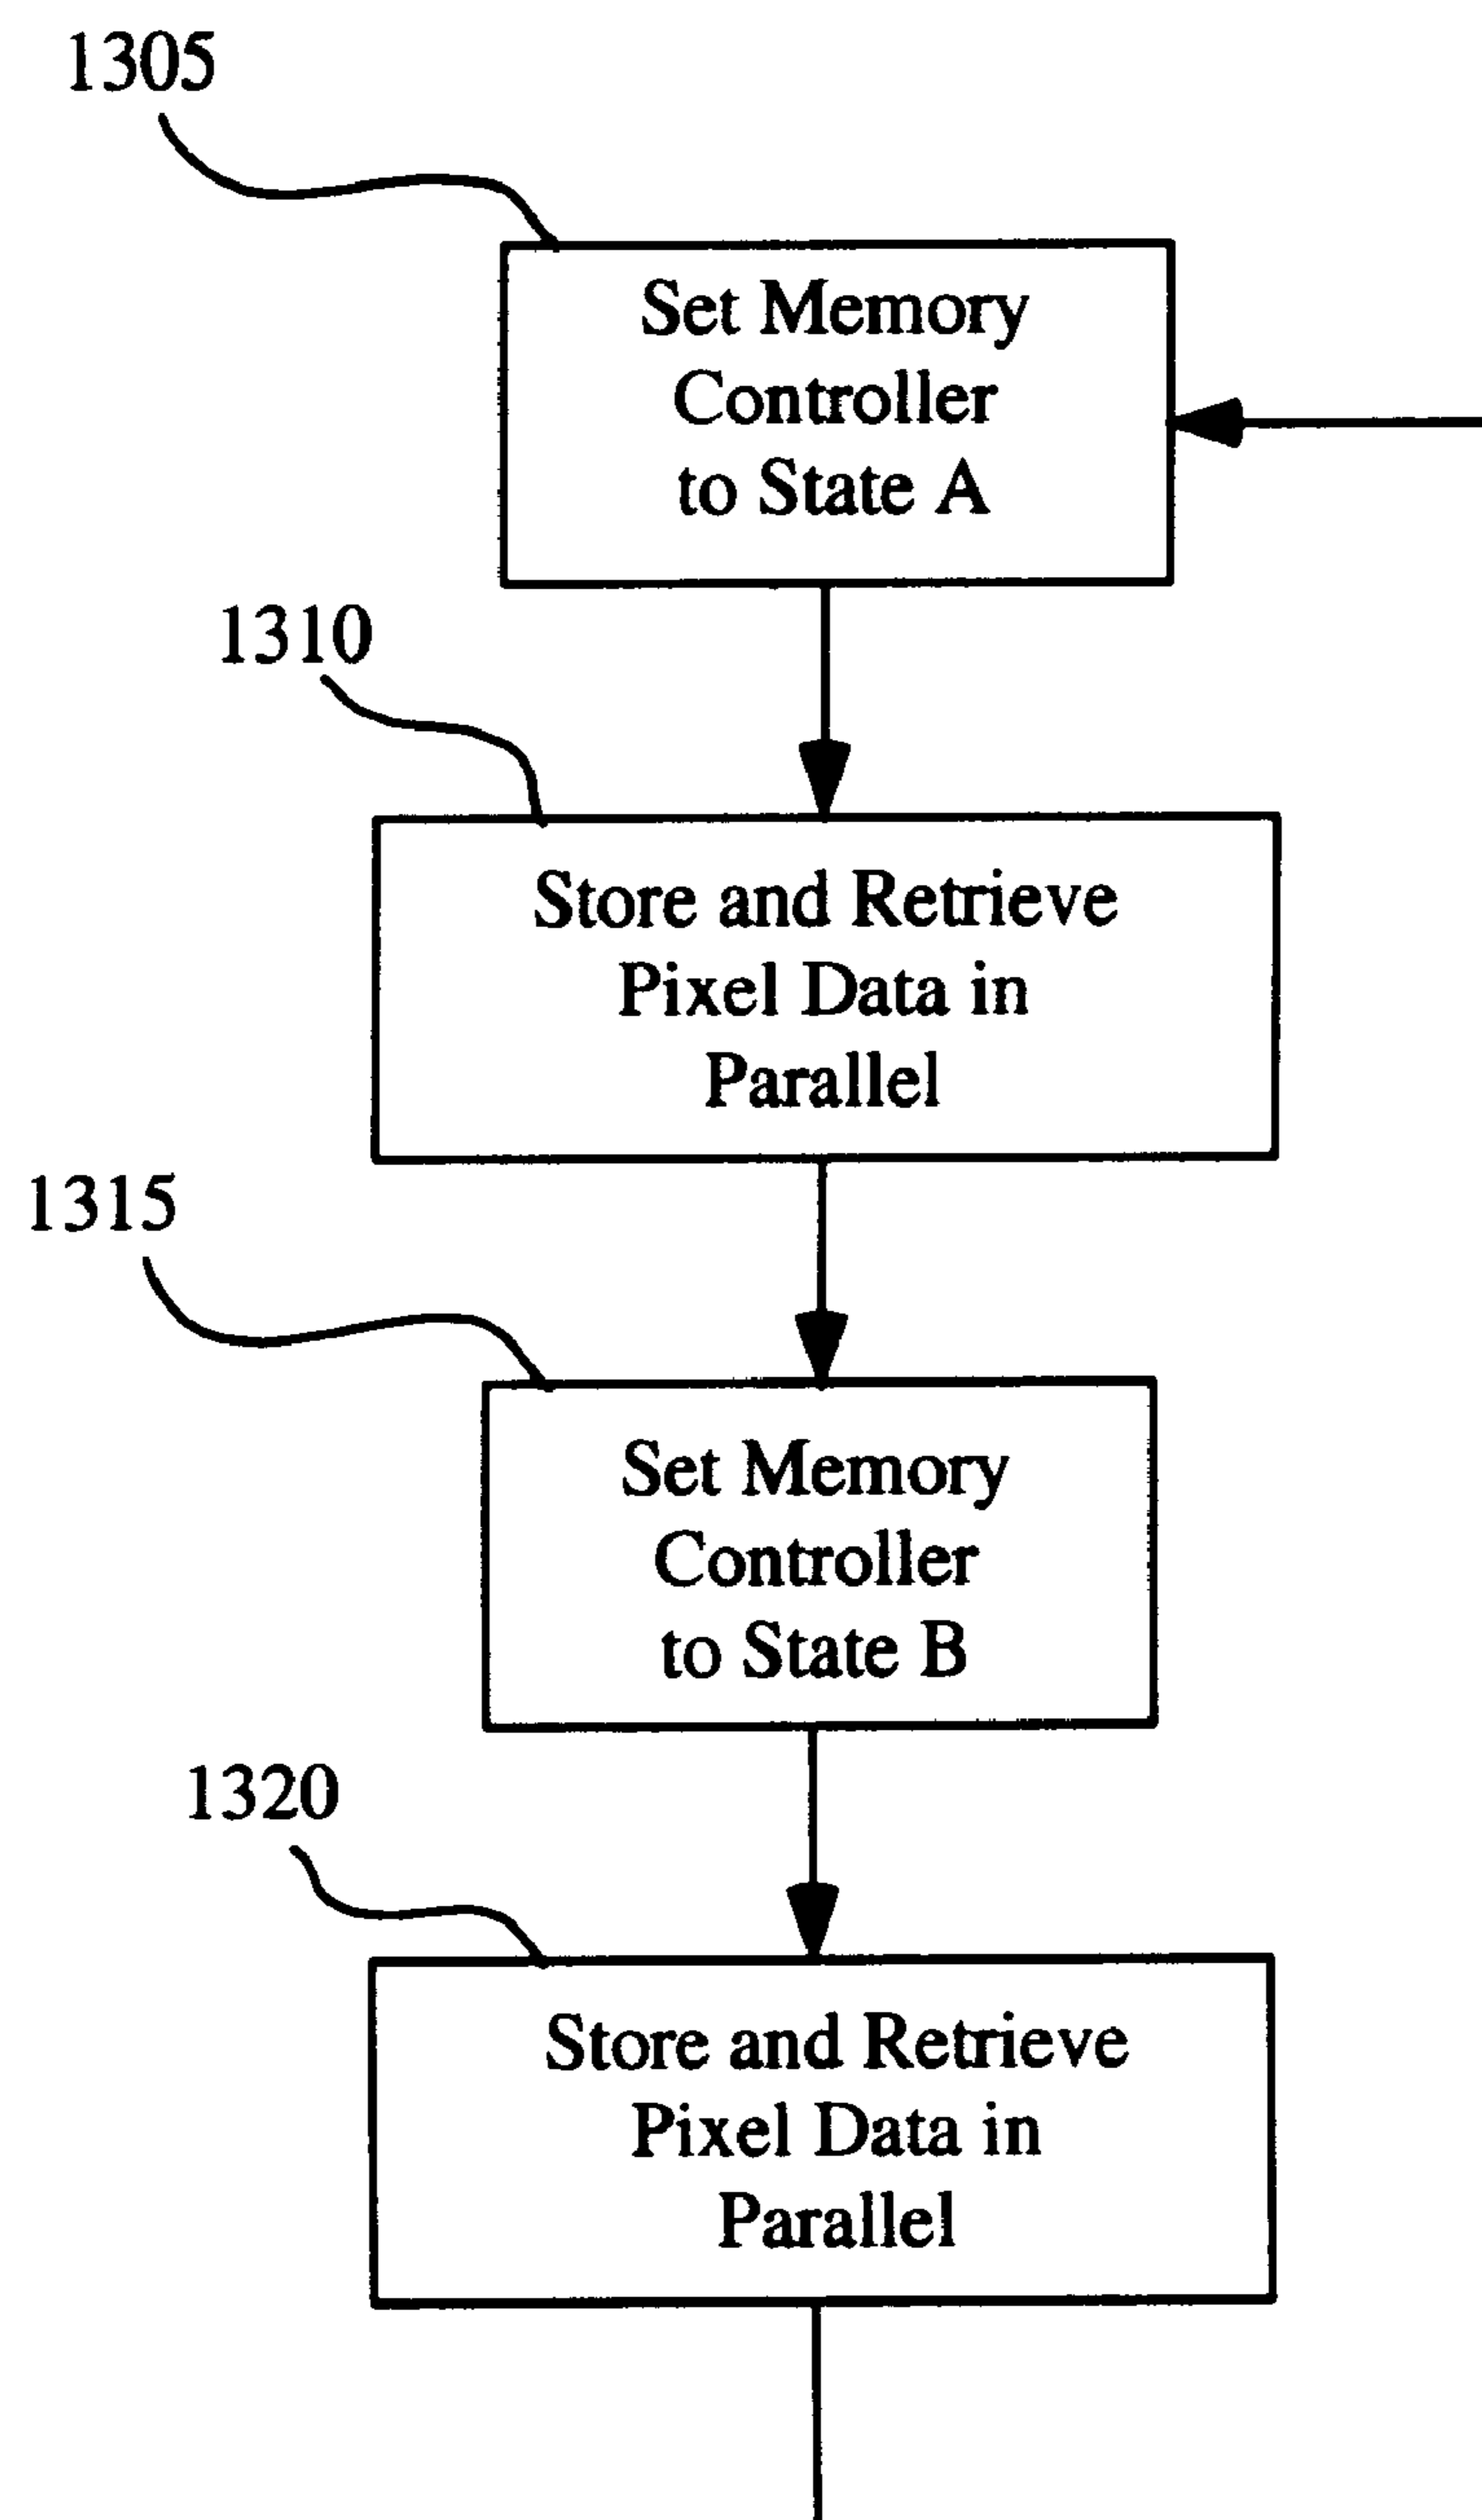 1305
Set Memory
Controller
to State A
1310
Store and Retrieve
Pixel Data in
Parallel
1315
Set Memory
Controller
to State B
1320
Store and Retrieve
Pixel Data in
Parallel